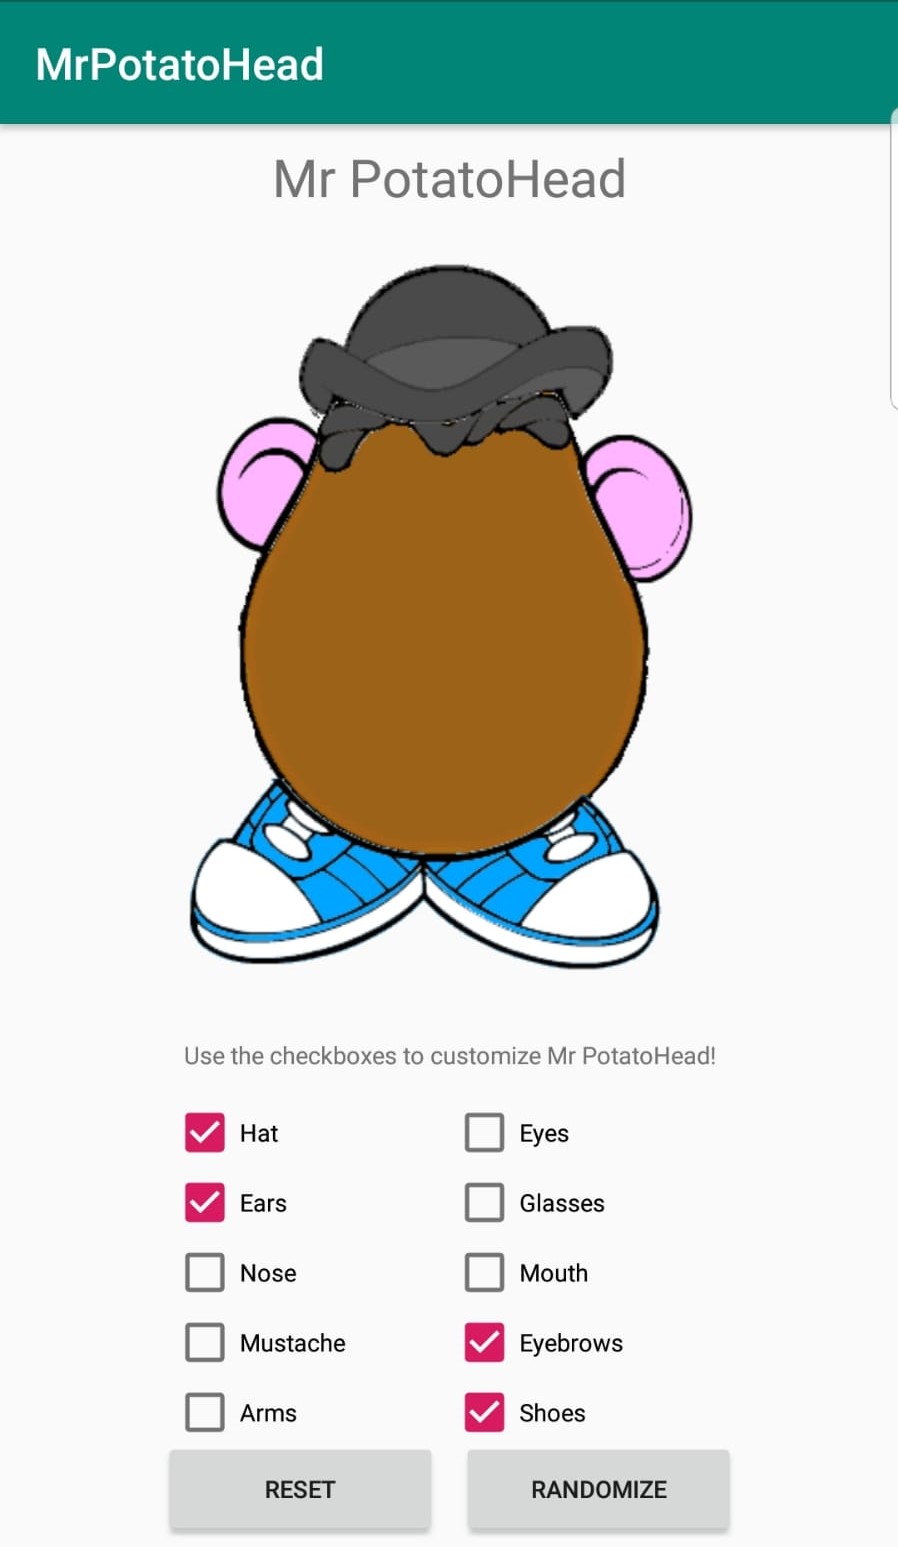 MrPotatoHead
Mr PotatoHead
Use the checkboxes to customize Mr PotatoHead!
Hat
Eyes
Ears
Glasses
Nose
Mouth
Mustache
Eyebrows
Arms
Shoes
RESET
RANDOMIZE